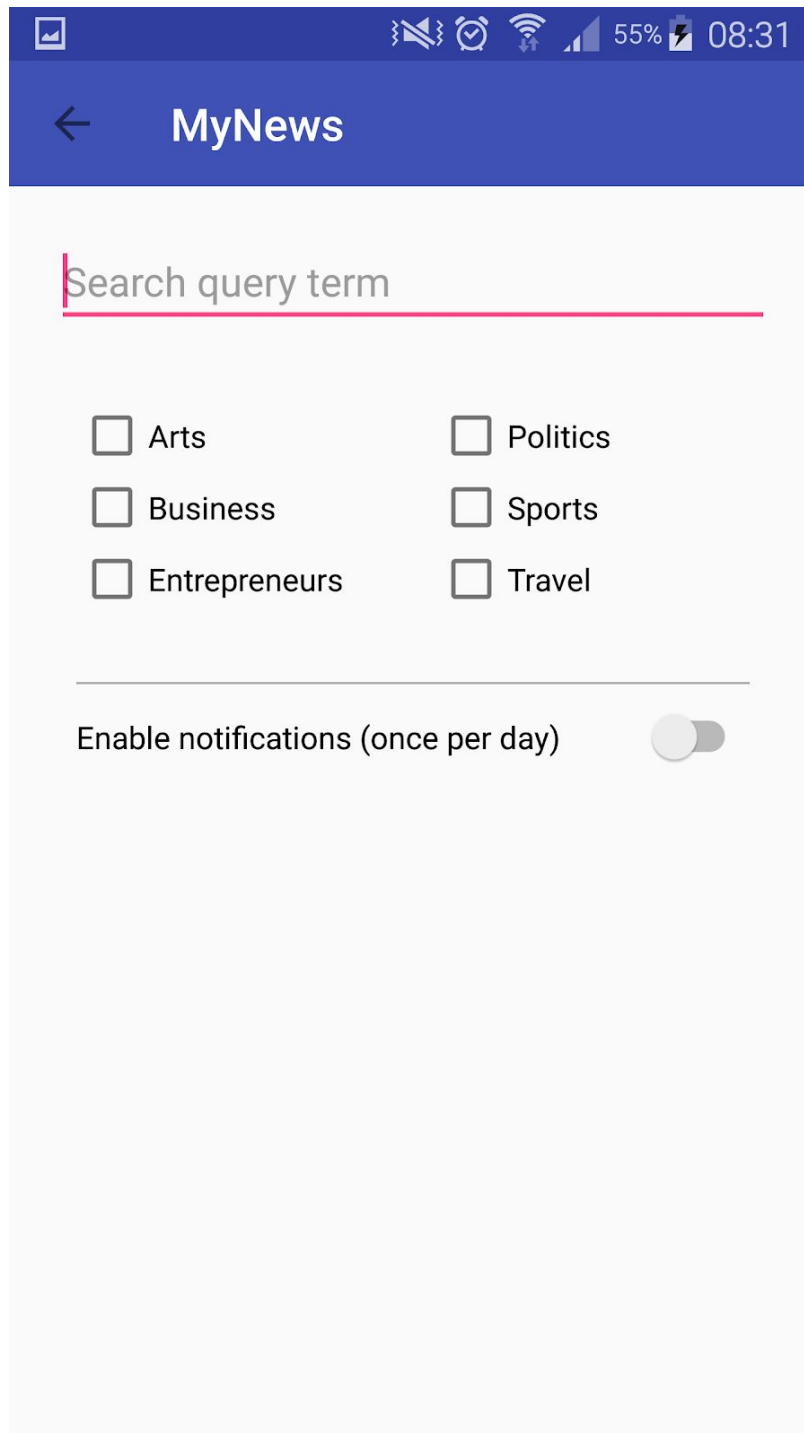 55% 08:31
MyNews
Search query term
Arts Politics
Business Sports
Entrepreneurs Travel
Enable notifications (once per day)